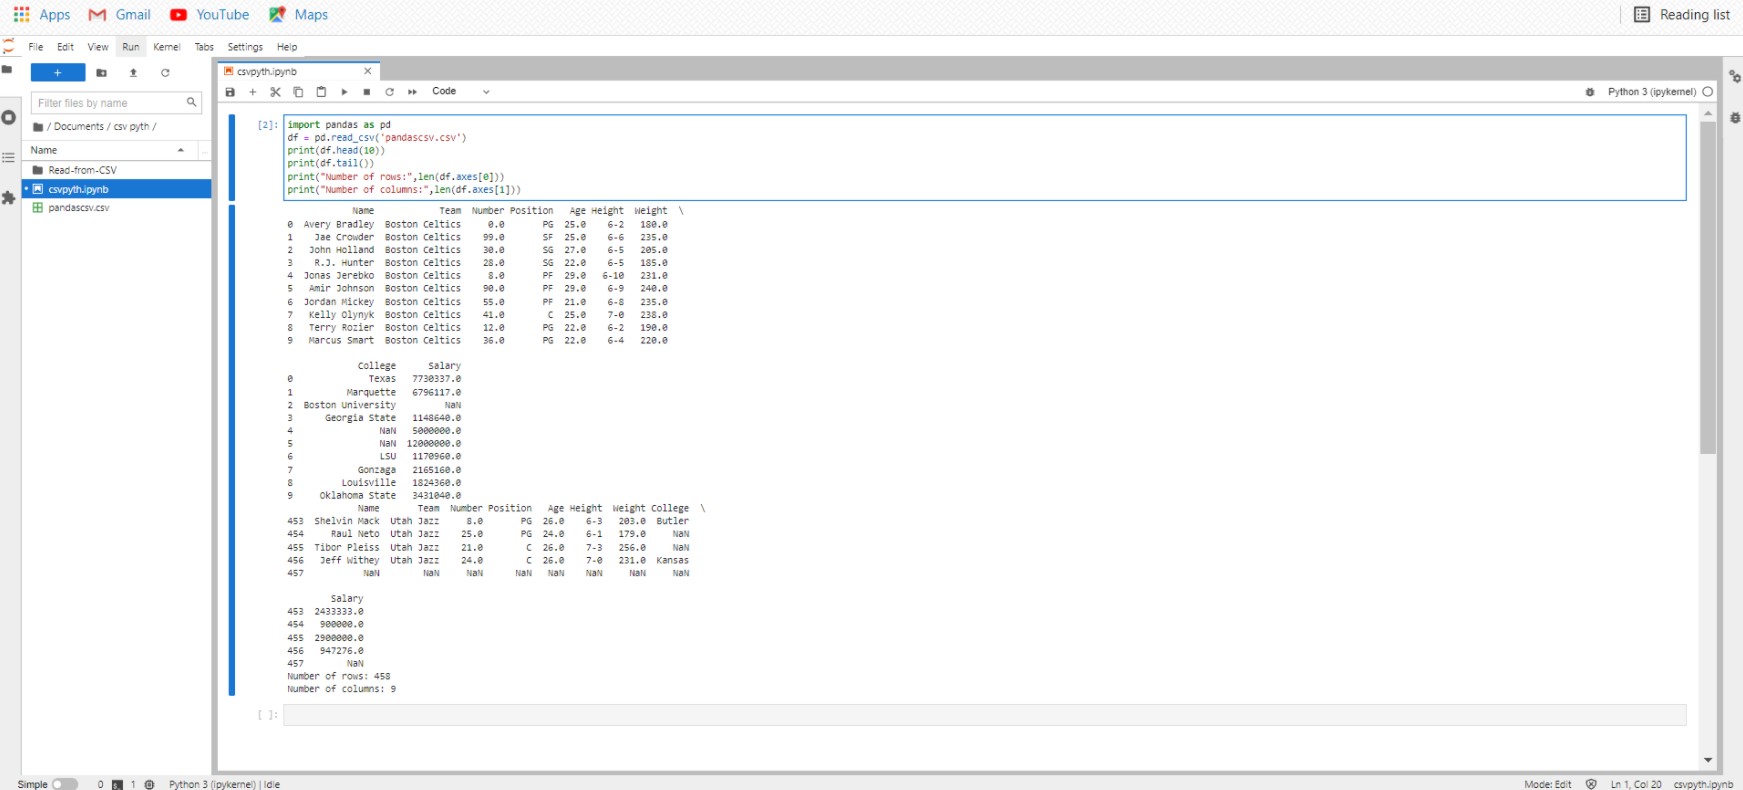 Apps Gmail YouTube Maps Reading list
File Edit View Run Kernel Tabs Settings Help
+
csvpyth.ipynb
Filter files by name
Code
Python 3 (ipykernel)
/ Documents / csv pyth /
Name
Read-from-CSV
csvpyth.ipynb
pandascsv.csv
[2]: import pandas as pd
df = pd.read_csv('pandascsv.csv')
print(df.head(10))
print(df.tail())
print("Number of rows:",len(df.axes[0]))
print("Number of columns:",len(df.axes[1]))
Name Team Number Position Age Height Weight \
0 Avery Bradley Boston Celtics 0.0 PG 25.0 6-2 180.0
1 Jae Crowder Boston Celtics 99.0 SF 25.0 6-6 235.0
2 John Holland Boston Celtics 30.0 SG 27.0 6-5 205.0
3 R.J. Hunter Boston Celtics 28.0 SG 22.0 6-5 185.0
4 Jonas Jerebko Boston Celtics 8.0 PF 29.0 6-10 231.0
5 Amir Johnson Boston Celtics 90.0 PF 29.0 6-9 240.0
6 Jordan Mickey Boston Celtics 55.0 PF 21.0 6-8 235.0
7 Kelly Olynyk Boston Celtics 41.0 C 25.0 7-0 238.0
8 Terry Rozier Boston Celtics 12.0 PG 22.0 6-2 190.0
9 Marcus Smart Boston Celtics 36.0 PG 22.0 6-4 220.0
College Salary
0 Texas 7730337.0
1 Marquette 6796117.0
2 Boston University NaN
3 Georgia State 1148640.0
4 NaN 5000000.0
5 NaN 12000000.0
6 LSU 1170960.0
7 Gonzaga 2165160.0
8 Louisville 1824360.0
9 Oklahoma State 3431040.0
Name Team Number Position Age Height Weight College \
453 Shelvin Mack Utah Jazz 8.0 PG 26.0 6-3 203.0 Butler
454 Raul Neto Utah Jazz 25.0 PG 24.0 6-1 179.0 NaN
455 Tibor Pleiss Utah Jazz 21.0 C 26.0 7-3 256.0 NaN
456 Jeff Withey Utah Jazz 24.0 C 26.0 7-0 231.0 Kansas
457 NaN NaN NaN NaN NaN NaN NaN NaN
Salary
453 2433333.0
454 900000.0
455 2900000.0
456 947276.0
457 NaN
Number of rows: 458
Number of columns: 9
[ ]:
Simple 0 1 Python 3 (ipykernel) | Idle Mode: Edit Ln 1, Col 20 csvpyth.ipynb